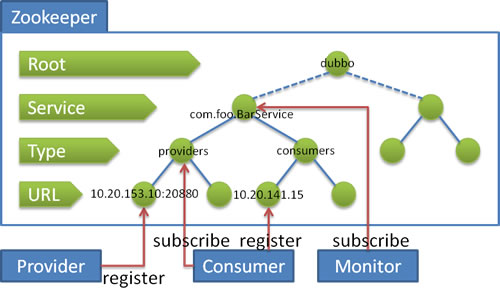 Zookeeper
Root
dubbo
Service
com.foo.BarService
Type
providers
consumers
URL
10.20.153.10:20880
10.20.141.15
subscribe
register
subscribe
Provider
register
Consumer
Monitor